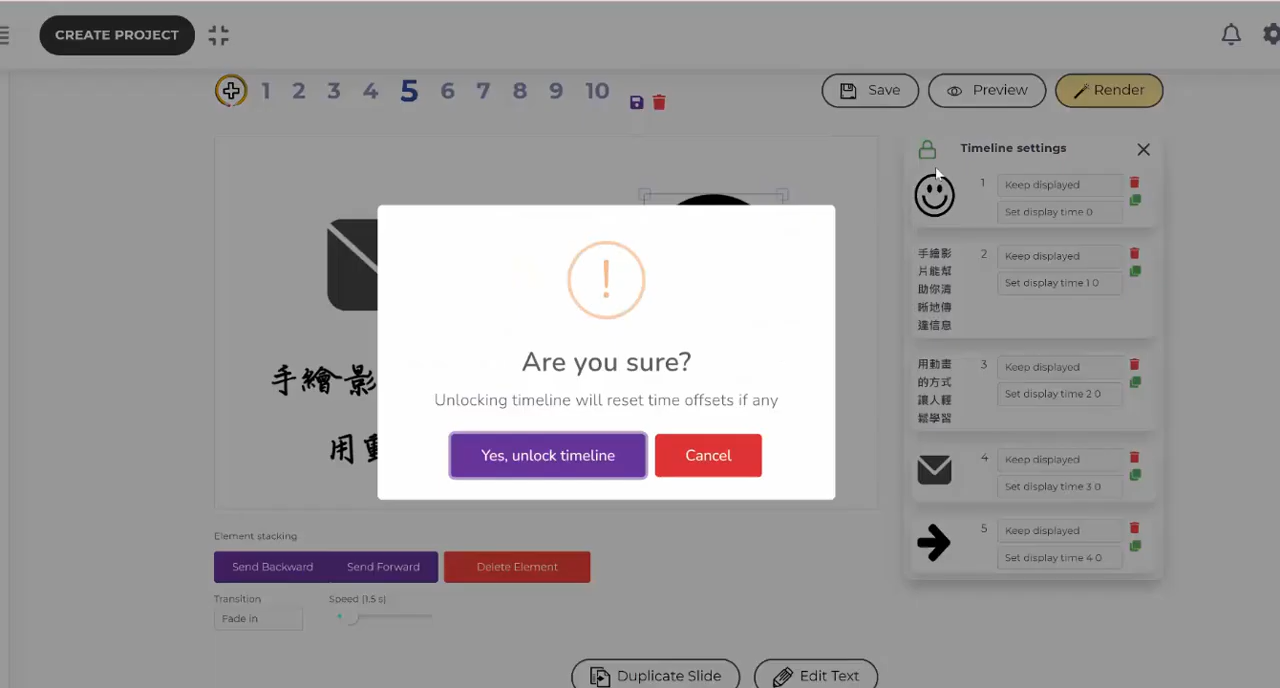 CREATE PROJECT
1 2 3 4 5 6 7 8 9 10
Save
Preview
Render
Timeline settings
1
Keep displayed
Set display time 0
手繪影
片能幫
助你清
晰地傳
達信息
2
Keep displayed
Set display time 1 0
用動畫
的方式
讓人輕
鬆學習
3
Keep displayed
Set display time 2 0
4
Keep displayed
Set display time 3 0
5
Keep displayed
Set display time 4 0
手繪影
用動
Are you sure?
Unlocking timeline will reset time offsets if any
Yes, unlock timeline
Cancel
Element stacking
Send Backward
Send Forward
Delete Element
Transition
Speed (1.5 s)
Fade in
Duplicate Slide
Edit Text